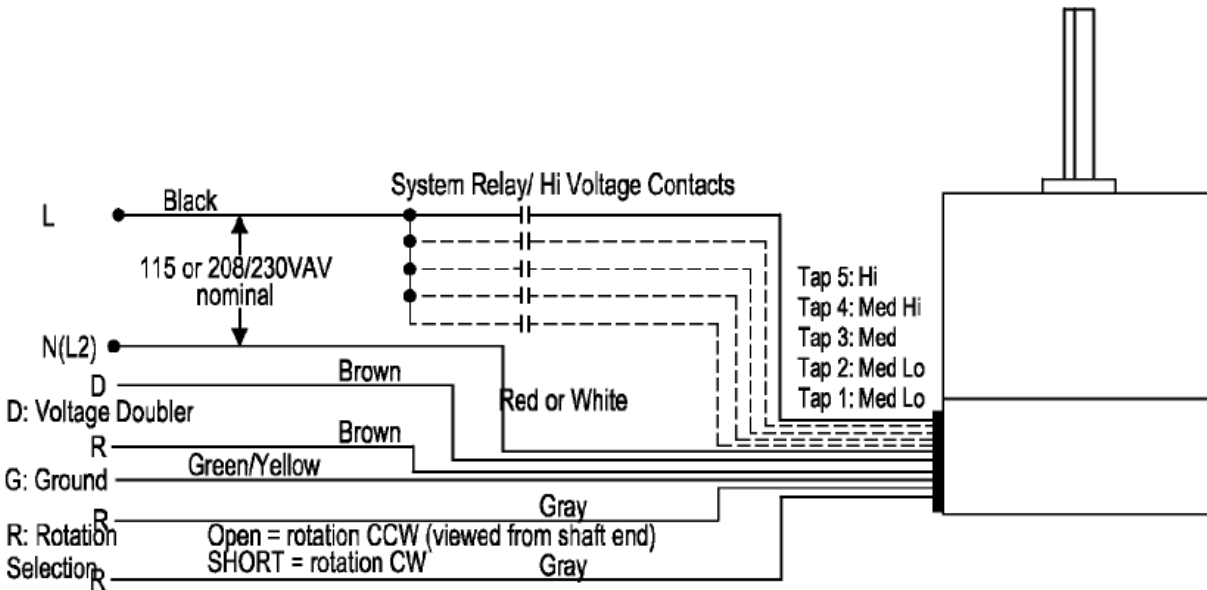 System Relay/ Hi Voltage Contacts
L
Black
115 or 208/230VAV
nominal
Tap 5: Hi
Tap 4: Med Hi
Tap 3: Med
Tap 2: Med Lo
Tap 1: Med Lo
N(L2)
D
Brown
Red or White
D: Voltage Doubler
R
Brown
Green/Yellow
G: Ground
R
Gray
R: Rotation
Open = rotation CCW (viewed from shaft end)
Selection
SHORT = rotation CW
R
Gray